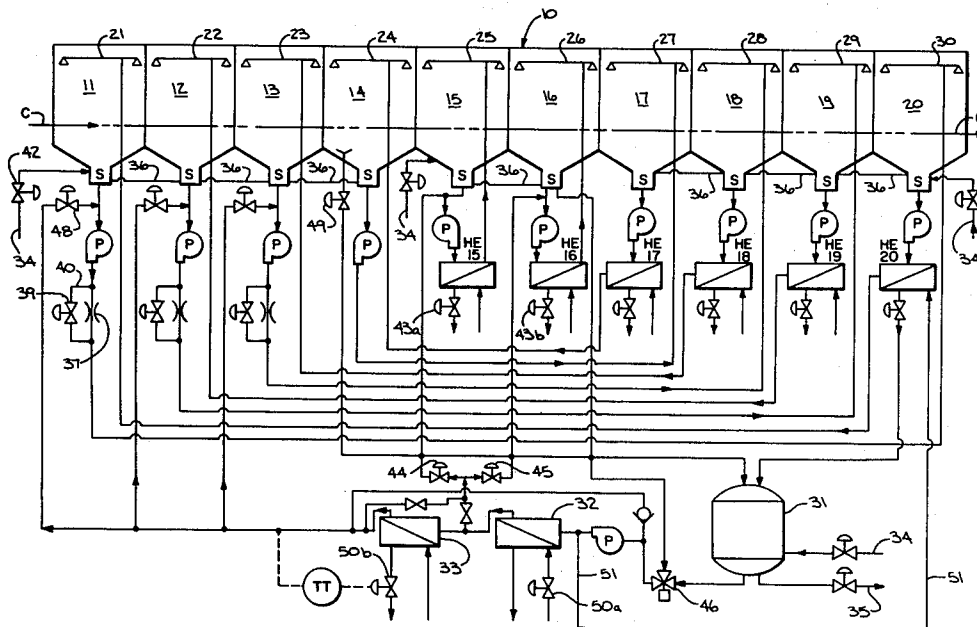 10
21 22 23 24 25 26 27 28 29 30
11 12 13 14 15 16 17 18 19 20
C
42 S 36 S 36 S 36 S S 36 S S 36 S 36 S 36 S
34 48 49 34 34
P P P P P P P P P P
HE 15 HE 16 HE 17 HE 18 HE 19 HE 20
40
39 37 43a 43b
44 45
31
32
33 P 34
50b 51 51
TT 50a 46 35